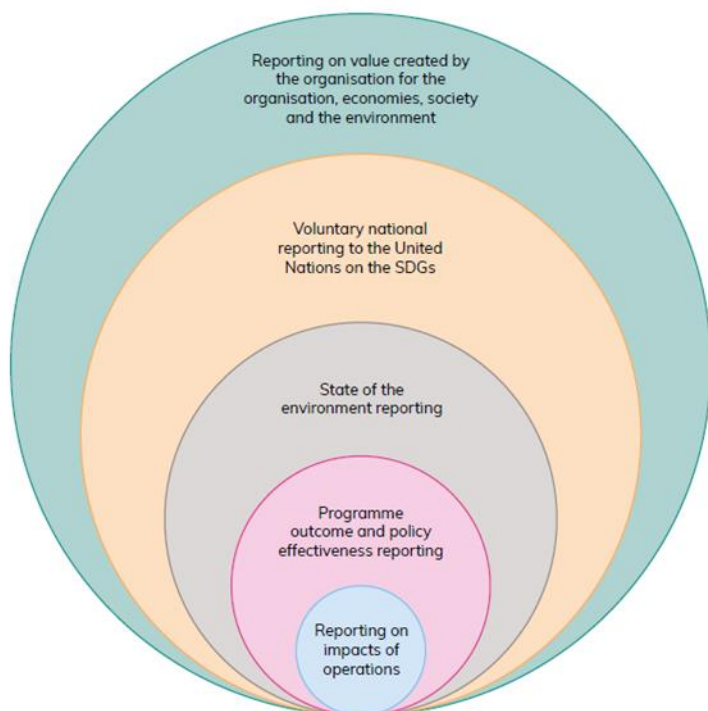 Reporting on value created by
the organisation for the
organisation, economies, society
and the environment
Voluntary national
reporting to the United
Nations on the SDGs
State of the
environment reporting
Programme
outcome and policy
effectiveness reporting
Reporting on
impacts of
operations